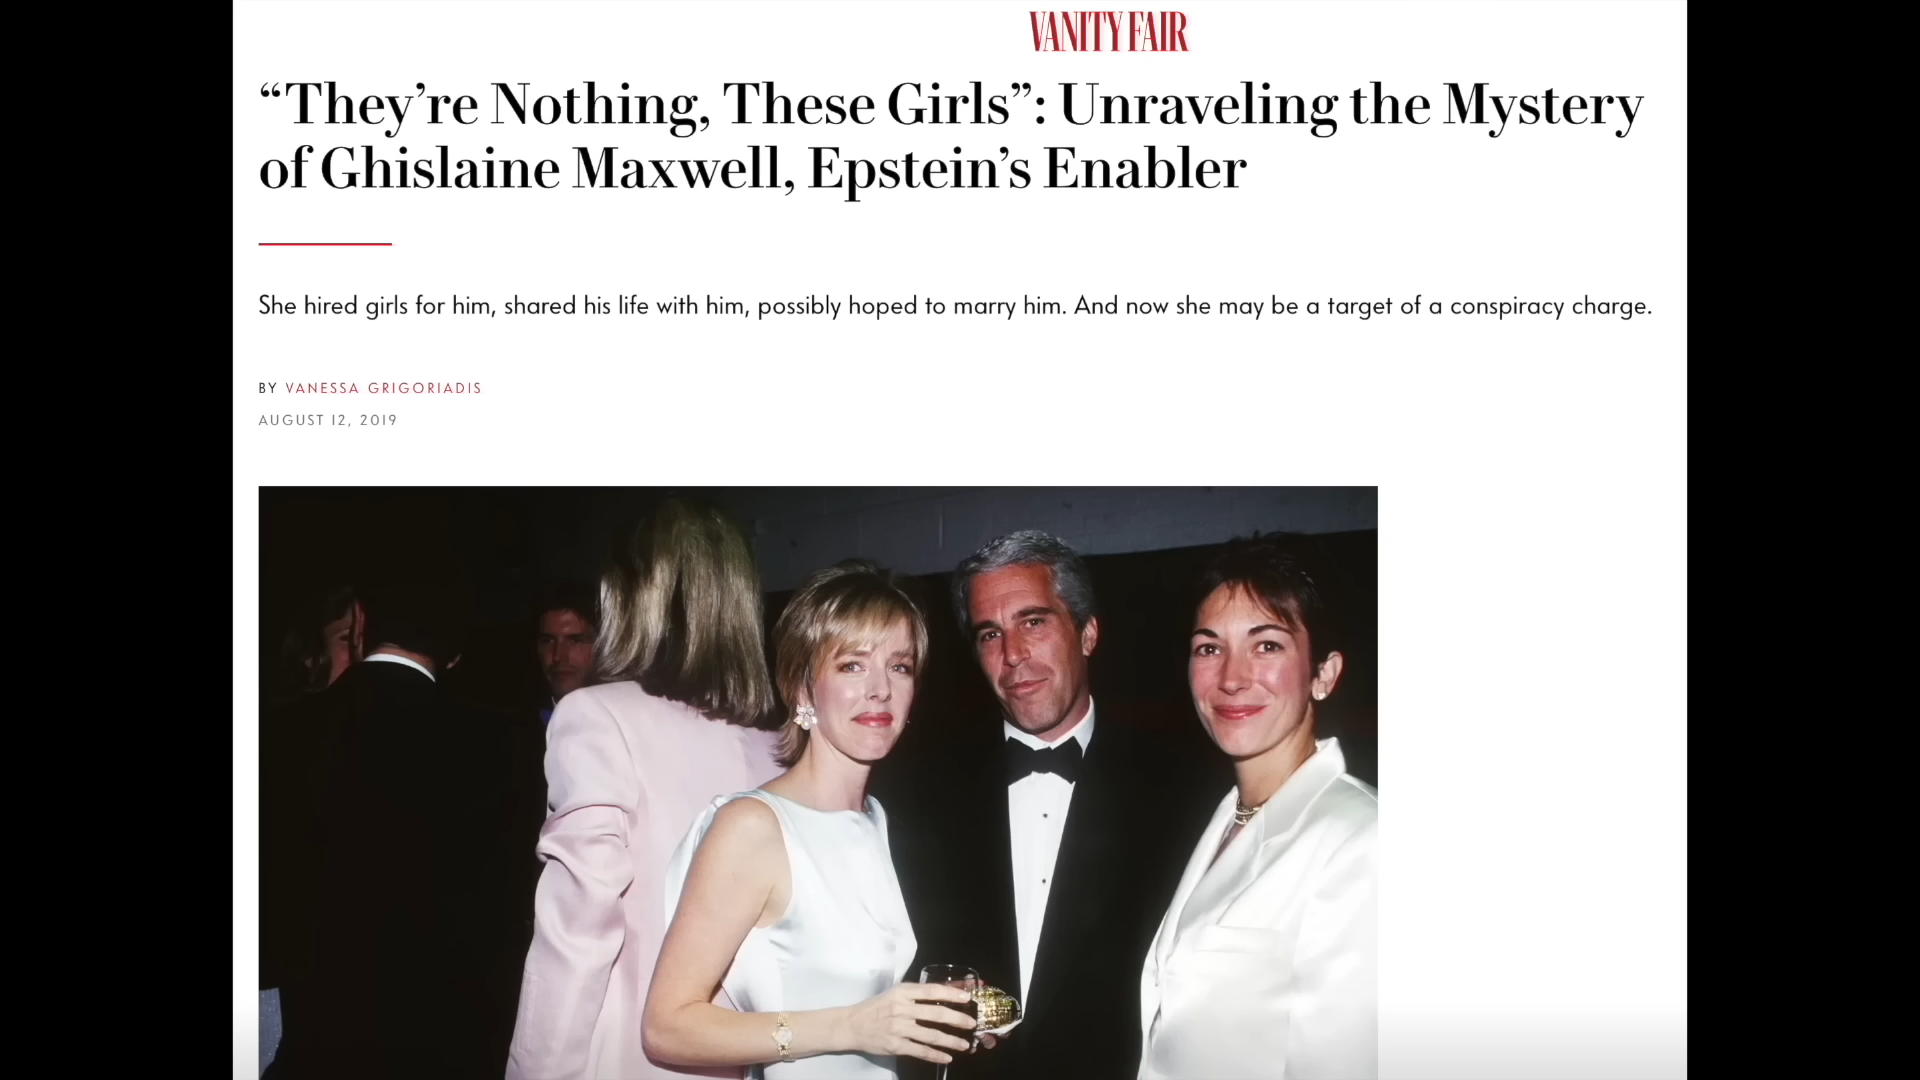 VANITY FAIR
“They’re Nothing, These Girls”: Unraveling the Mystery
of Ghislaine Maxwell, Epstein’s Enabler
She hired girls for him, shared his life with him, possibly hoped to marry him. And now she may be a target of a conspiracy charge.
BY VANESSA GRIGORIADIS
AUGUST 12, 2019